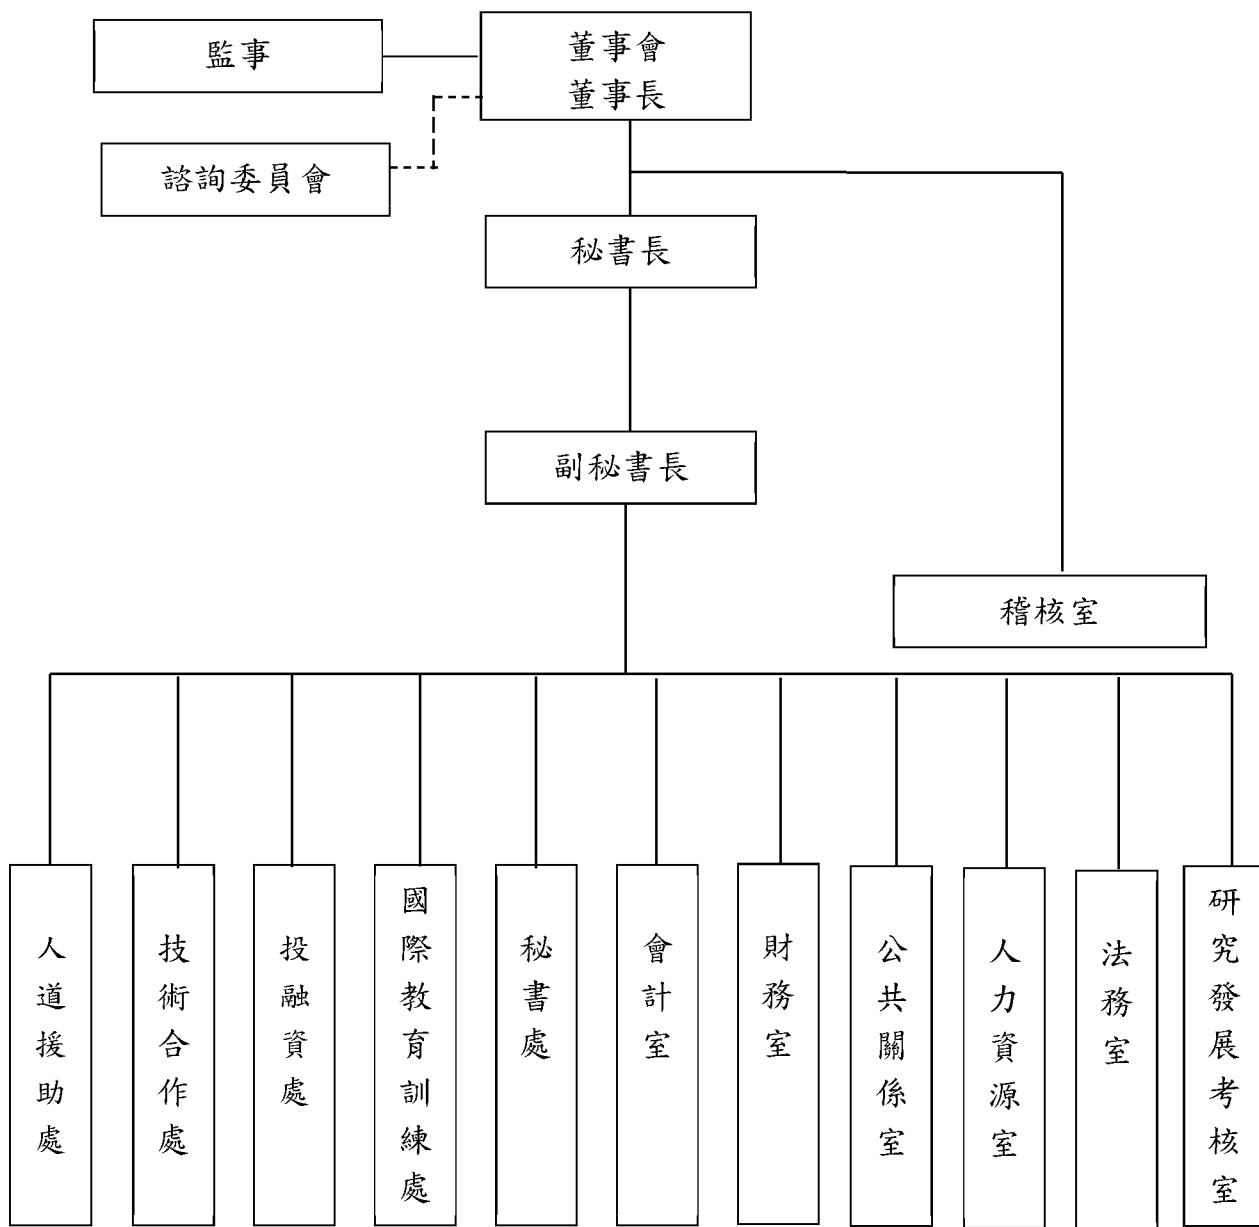 監事
董事會
董事長
諮詢委員會
秘書長
副秘書長
稽核室
人道援助處
技術合作處
投融資處
國際教育訓練處
秘書處
會計室
財務室
公共關係室
人力資源室
法務室
研究發展考核室